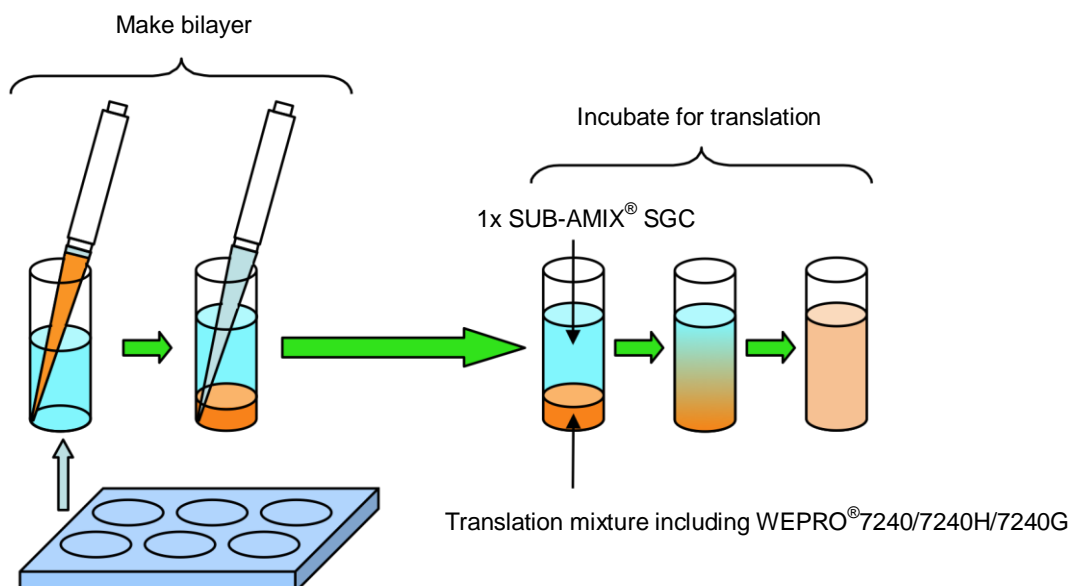 Make bilayer
Incubate for translation
1x SUB-AMIX® SGC
Translation mixture including WEPRO®7240/7240H/7240G